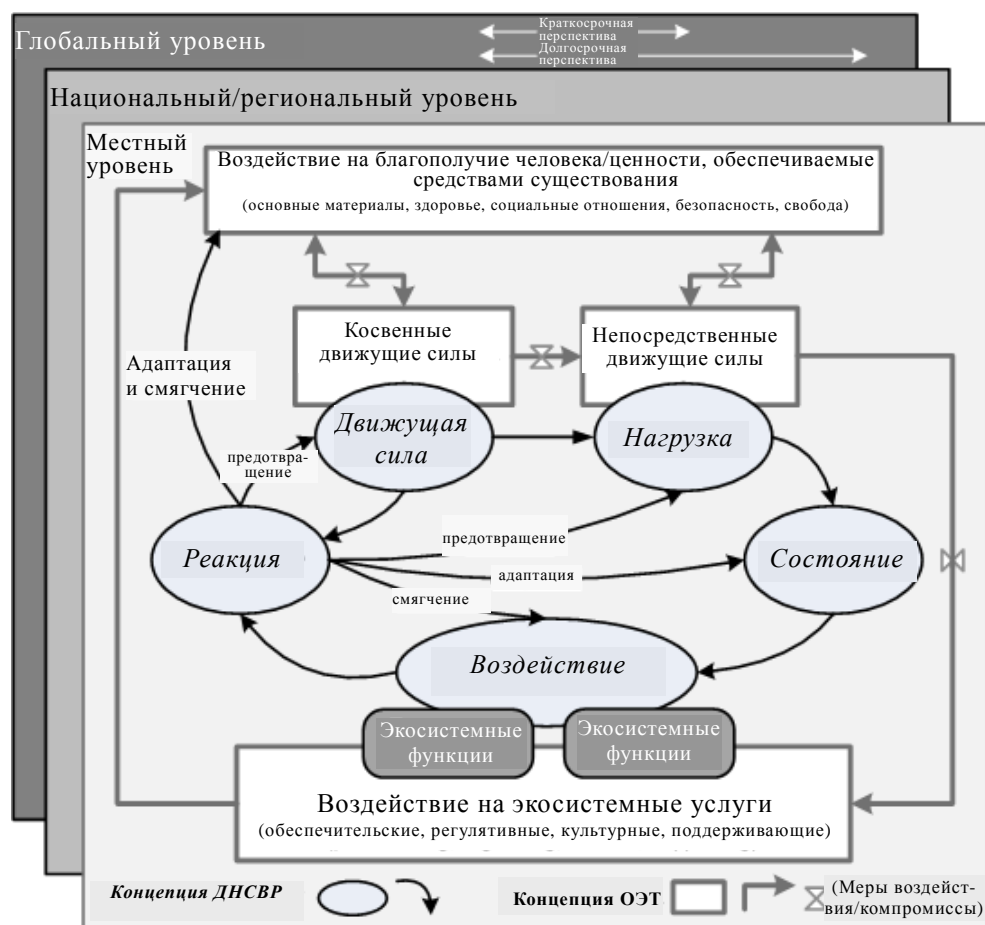 Краткосрочная
перспектива
Долгосрочная
перспектива
Глобальный уровень
Национальный/региональный уровень
Местный
уровень
Воздействие на благополучие человека/ценности, обеспечиваемые
средствами существования
(основные материалы, здоровье, социальные отношения, безопасность, свобода)
Косвенные
движущие силы
Непосредственные
движущие силы
Адаптация
и смягчение
Движущая
сила
Нагрузка
предотвра-
щение
предотвращение
Реакция
Состояние
адаптация
смягчение
Воздействие
Экосистемные
функции
Экосистемные
функции
Воздействие на экосистемные услуги
(обеспечительские, регулятивные, культурные, поддерживающие)
Концепция ДНСВР
Концепция ОЭТ
(Меры воздейст-
вия/компромиссы)